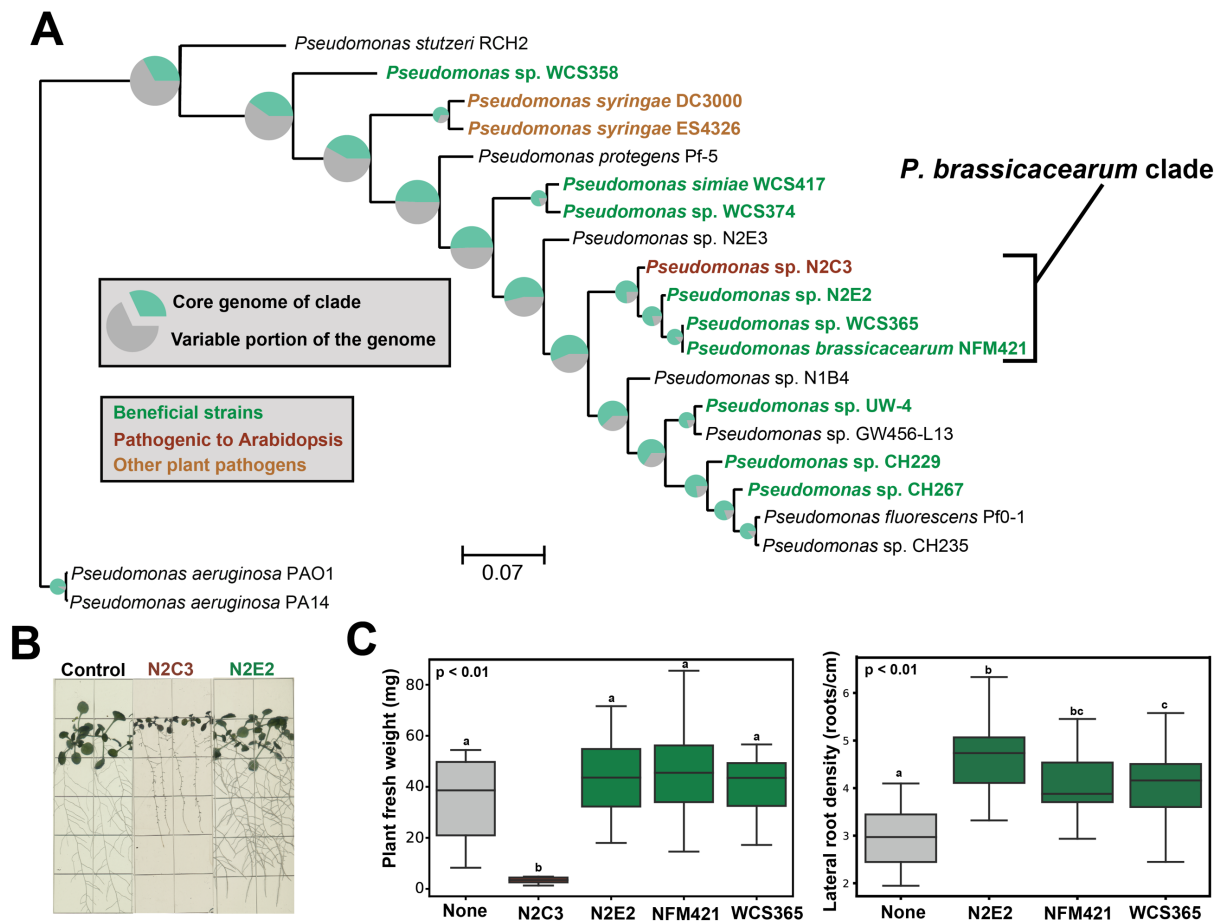 A
Pseudomonas stutzeri RCH2
Pseudomonas sp. WCS358
Pseudomonas syringae DC3000
Pseudomonas syringae ES4326
Pseudomonas protegens Pf-5
Pseudomonas simiae WCS417
Pseudomonas sp. WCS374
Pseudomonas sp. N2E3
Pseudomonas sp. N2C3
Pseudomonas sp. N2E2
Pseudomonas sp. WCS365
Pseudomonas brassicacearum NFM421
Pseudomonas sp. N1B4
Pseudomonas sp. UW-4
Pseudomonas sp. GW456-L13
Pseudomonas sp. CH229
Pseudomonas sp. CH267
Pseudomonas fluorescens Pf0-1
Pseudomonas sp. CH235
Pseudomonas aeruginosa PAO1
Pseudomonas aeruginosa PA14
P. brassicacearum clade
Core genome of clade
Variable portion of the genome
Beneficial strains
Pathogenic to Arabidopsis
Other plant pathogens
0.07
B
Control N2C3 N2E2
C
p < 0.01
Plant fresh weight (mg)
80
60
40
20
0
a
b
a
a
a
None N2C3 N2E2 NFM421 WCS365
p < 0.01
Lateral root density (roots/cm)
6
5
4
3
2
a
b
bc
c
None N2E2 NFM421 WCS365